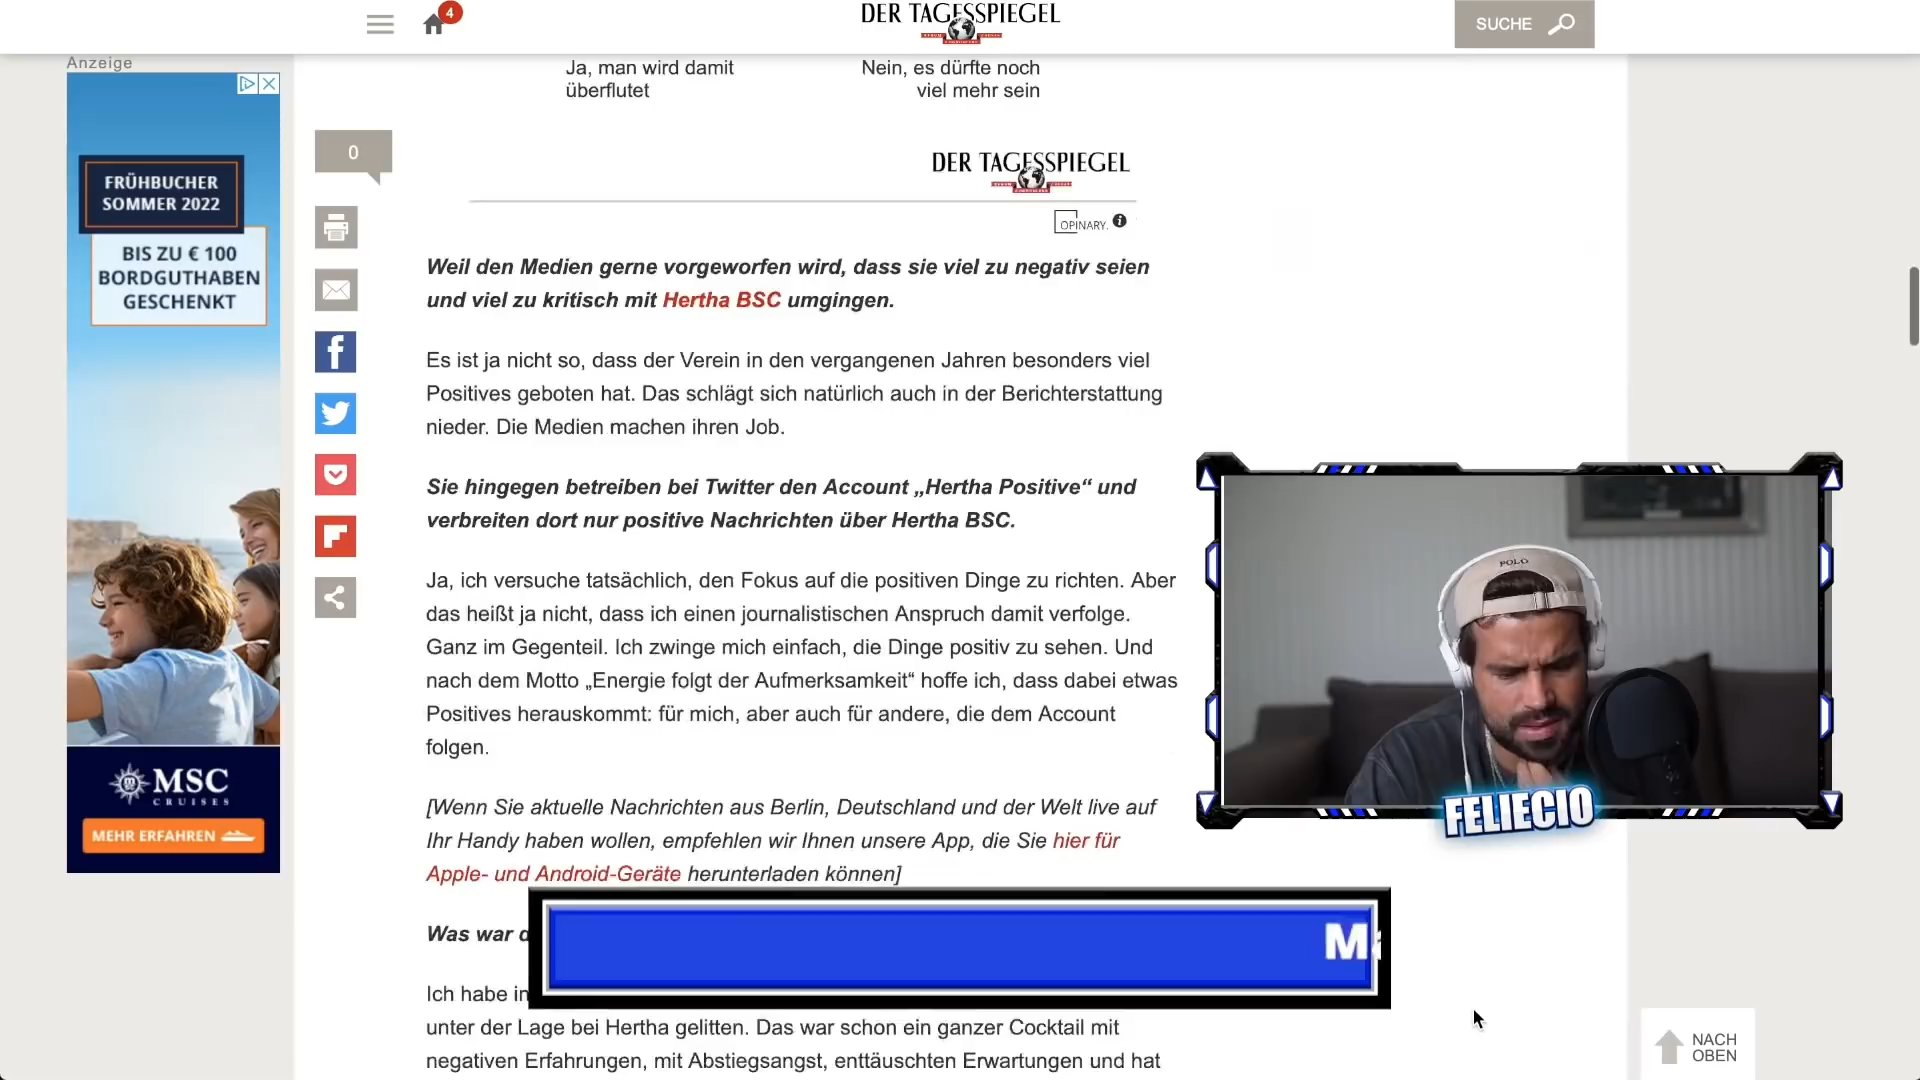 4
DER TAGESSPIEGEL
SUCHE
Anzeige
Ja, man wird damit
überflutet
Nein, es dürfte noch
viel mehr sein
FRÜHBUCHER
SOMMER 2022
BIS ZU € 100
BORDGUTHABEN
GESCHENKT
0
DER TAGESSPIEGEL
OPINARY.
Weil den Medien gerne vorgeworfen wird, dass sie viel zu negativ seien
und viel zu kritisch mit Hertha BSC umgingen.
Es ist ja nicht so, dass der Verein in den vergangenen Jahren besonders viel
Positives geboten hat. Das schlägt sich natürlich auch in der Berichterstattung
nieder. Die Medien machen ihren Job.
Sie hingegen betreiben bei Twitter den Account „Hertha Positive“ und
verbreiten dort nur positive Nachrichten über Hertha BSC.
Ja, ich versuche tatsächlich, den Fokus auf die positiven Dinge zu richten. Aber
das heißt ja nicht, dass ich einen journalistischen Anspruch damit verfolge.
Ganz im Gegenteil. Ich zwinge mich einfach, die Dinge positiv zu sehen. Und
nach dem Motto „Energie folgt der Aufmerksamkeit“ hoffe ich, dass dabei etwas
Positives herauskommt: für mich, aber auch für andere, die dem Account
folgen.
[Wenn Sie aktuelle Nachrichten aus Berlin, Deutschland und der Welt live auf
Ihr Handy haben wollen, empfehlen wir Ihnen unsere App, die Sie hier für
Apple- und Android-Geräte herunterladen können]
Was war
Ich habe in
unter der Lage bei Hertha gelitten. Das war schon ein ganzer Cocktail mit
negativen Erfahrungen, mit Abstiegsangst, enttäuschten Erwartungen und hat
MSC
CRUISES
MEHR ERFAHREN
POLO
FELIECIO
M
NACH
OBEN